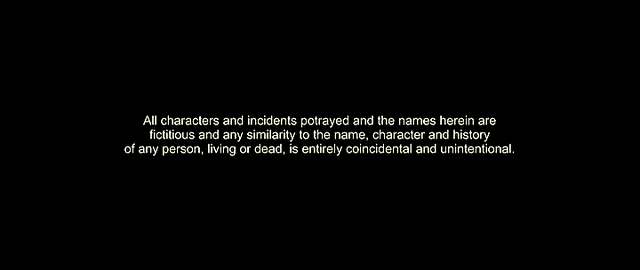 All characters and incidents potrayed and the names herein are
fictitious and any similarity to the name, character and history
of any person, living or dead, is entirely coincidental and unintentional.